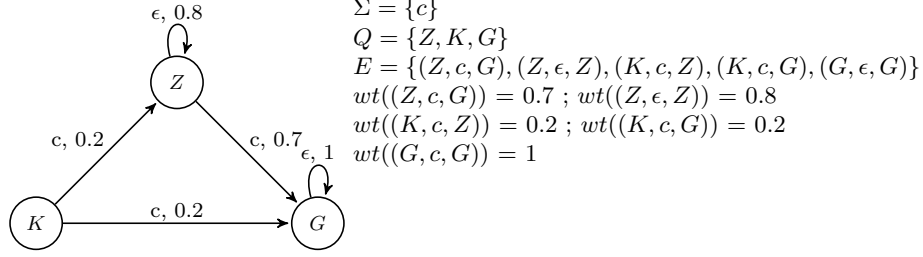 ϵ, 0.8
Z
c, 0.2
c, 0.7
ϵ, 1
K
c, 0.2
G
Σ = {c}
Q = {Z, K, G}
E = {(Z, c, G), (Z, ϵ, Z), (K, c, Z), (K, c, G), (G, ϵ, G)}
wt((Z, c, G)) = 0.7 ; wt((Z, ϵ, Z)) = 0.8
wt((K, c, Z)) = 0.2 ; wt((K, c, G)) = 0.2
wt((G, c, G)) = 1